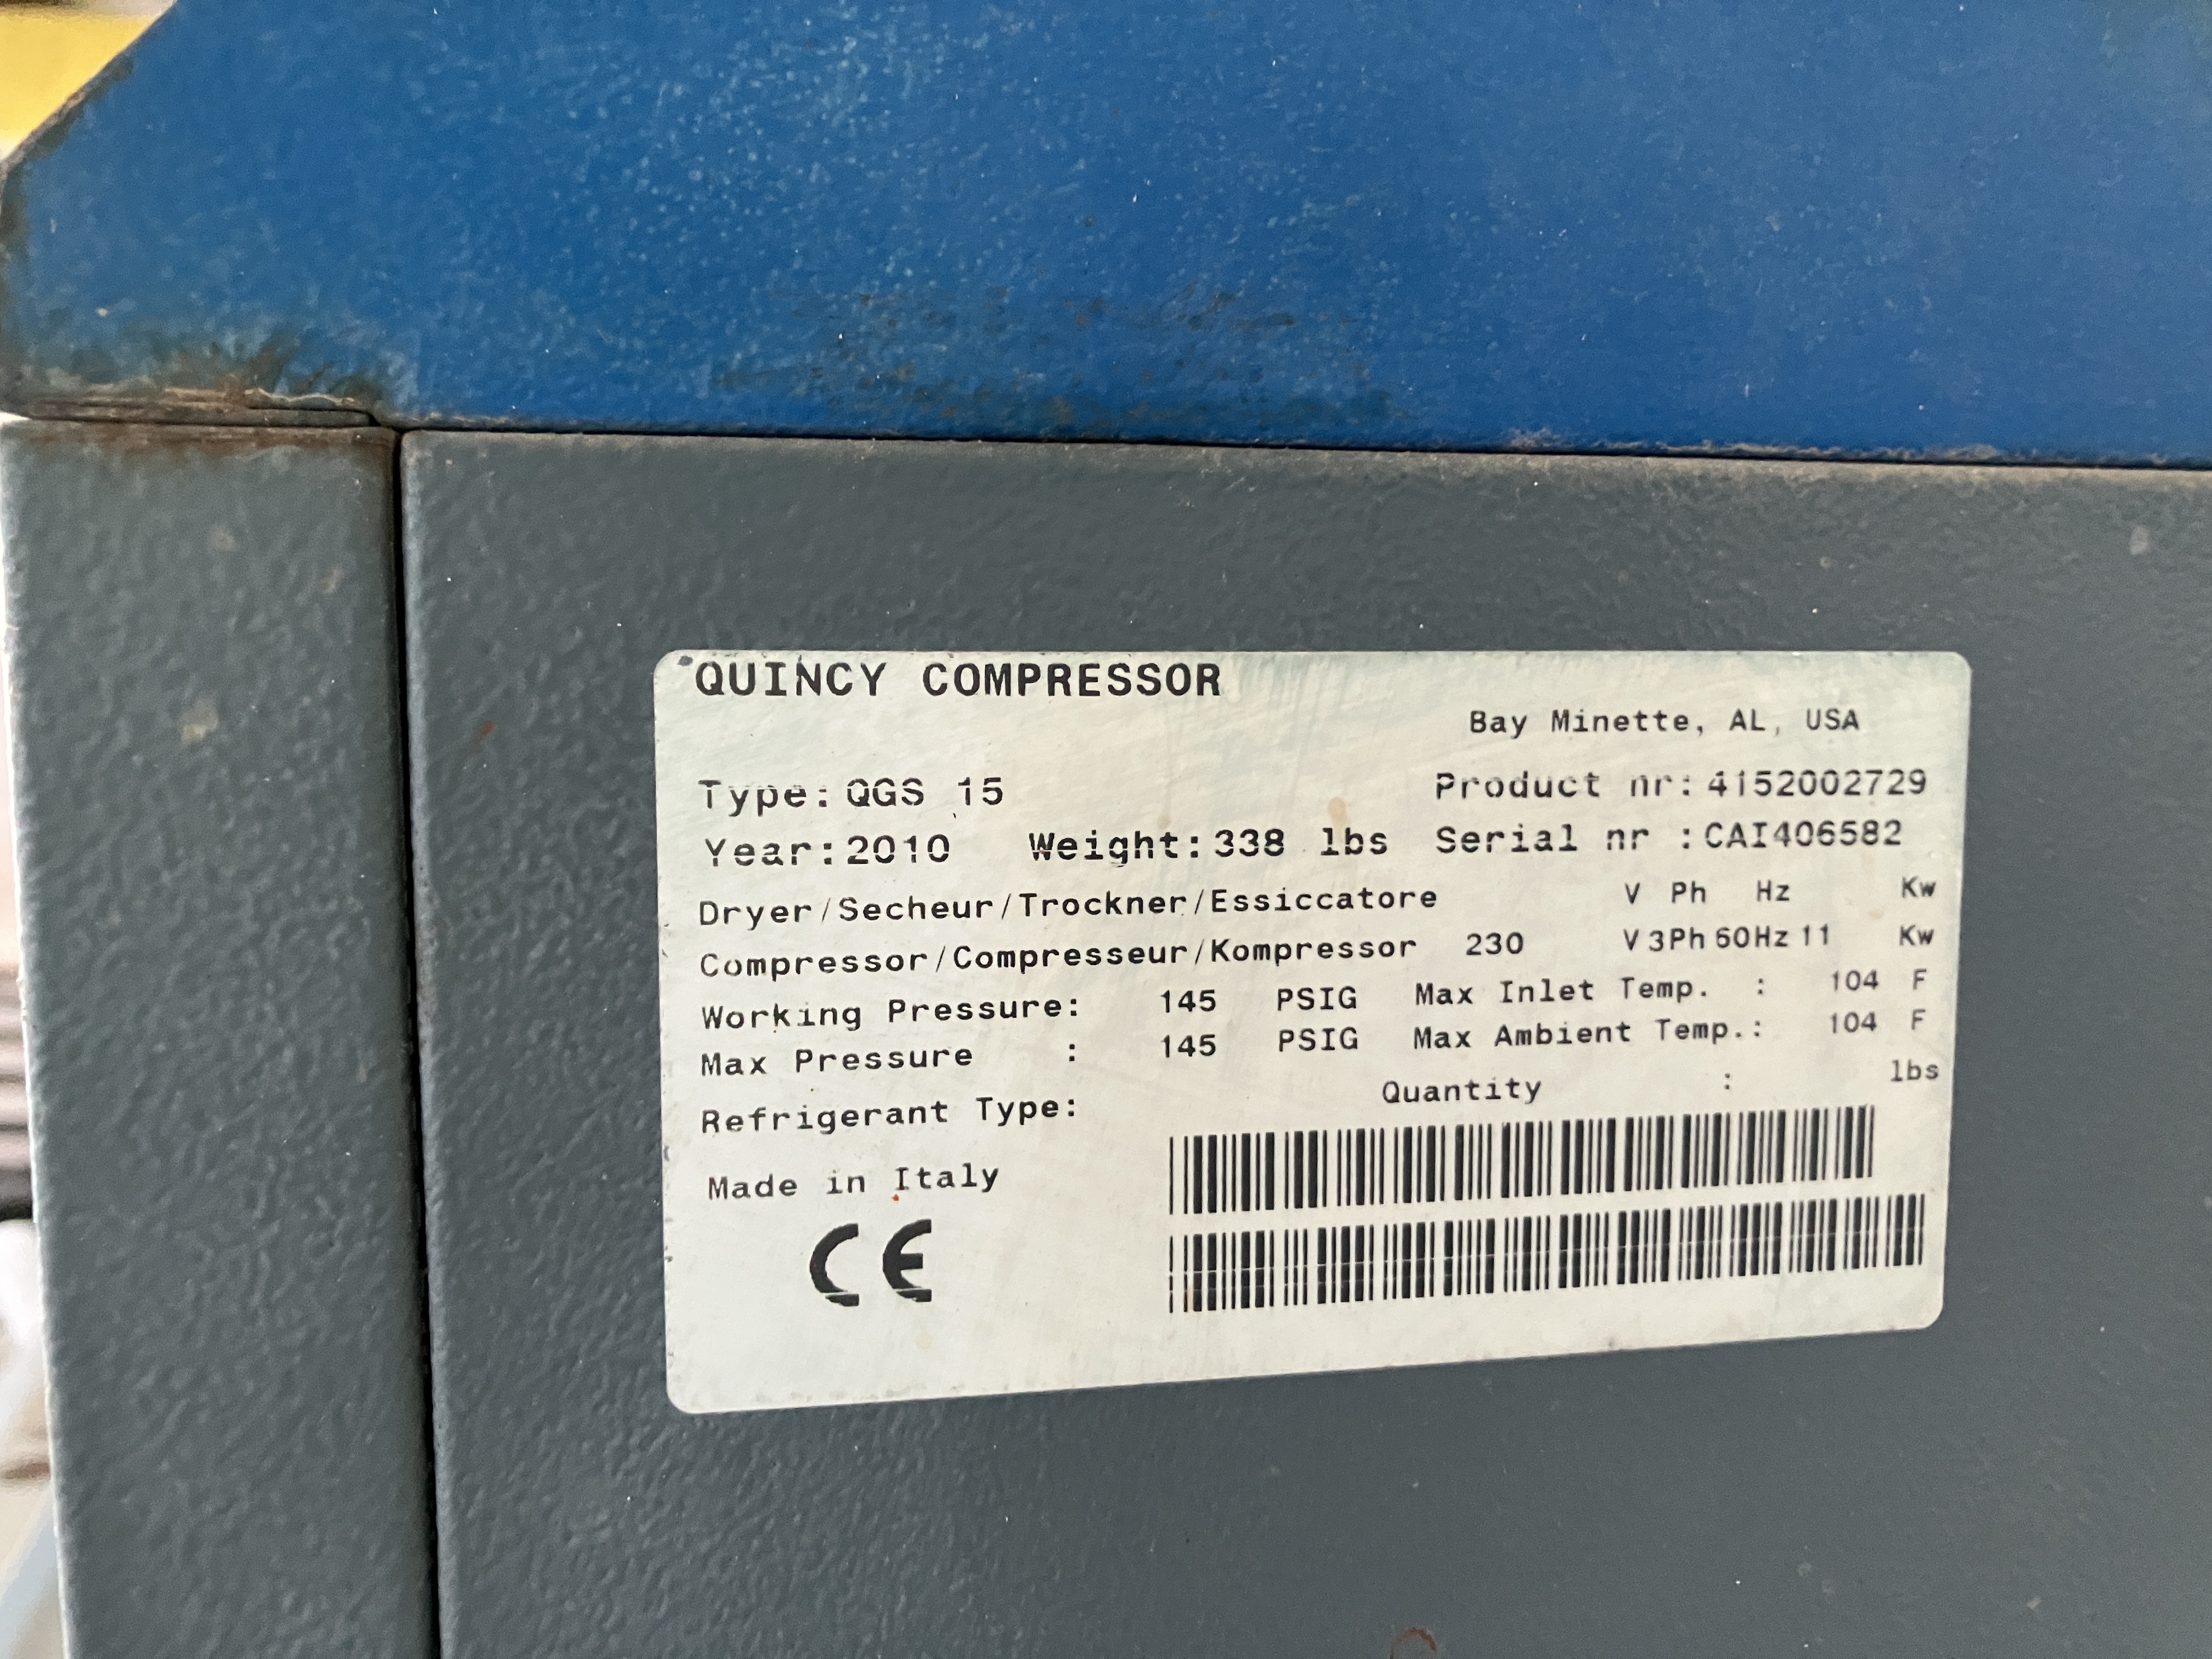 QUINCY COMPRESSOR
Bay Minette, AL, USA
Type: QGS 15 Product nr: 4152002729
Year: 2010 Weight: 338 lbs Serial nr : CAI406582
Dryer/Secheur/Trockner/Essiccatore V Ph Hz Kw
Compressor/Compresseur/Kompressor 230 V 3Ph 60Hz 11 Kw
Working Pressure: 145 PSIG Max Inlet Temp. : 104 F
Max Pressure : 145 PSIG Max Ambient Temp.: 104 F
Refrigerant Type: Quantity : lbs
Made in Italy
CE